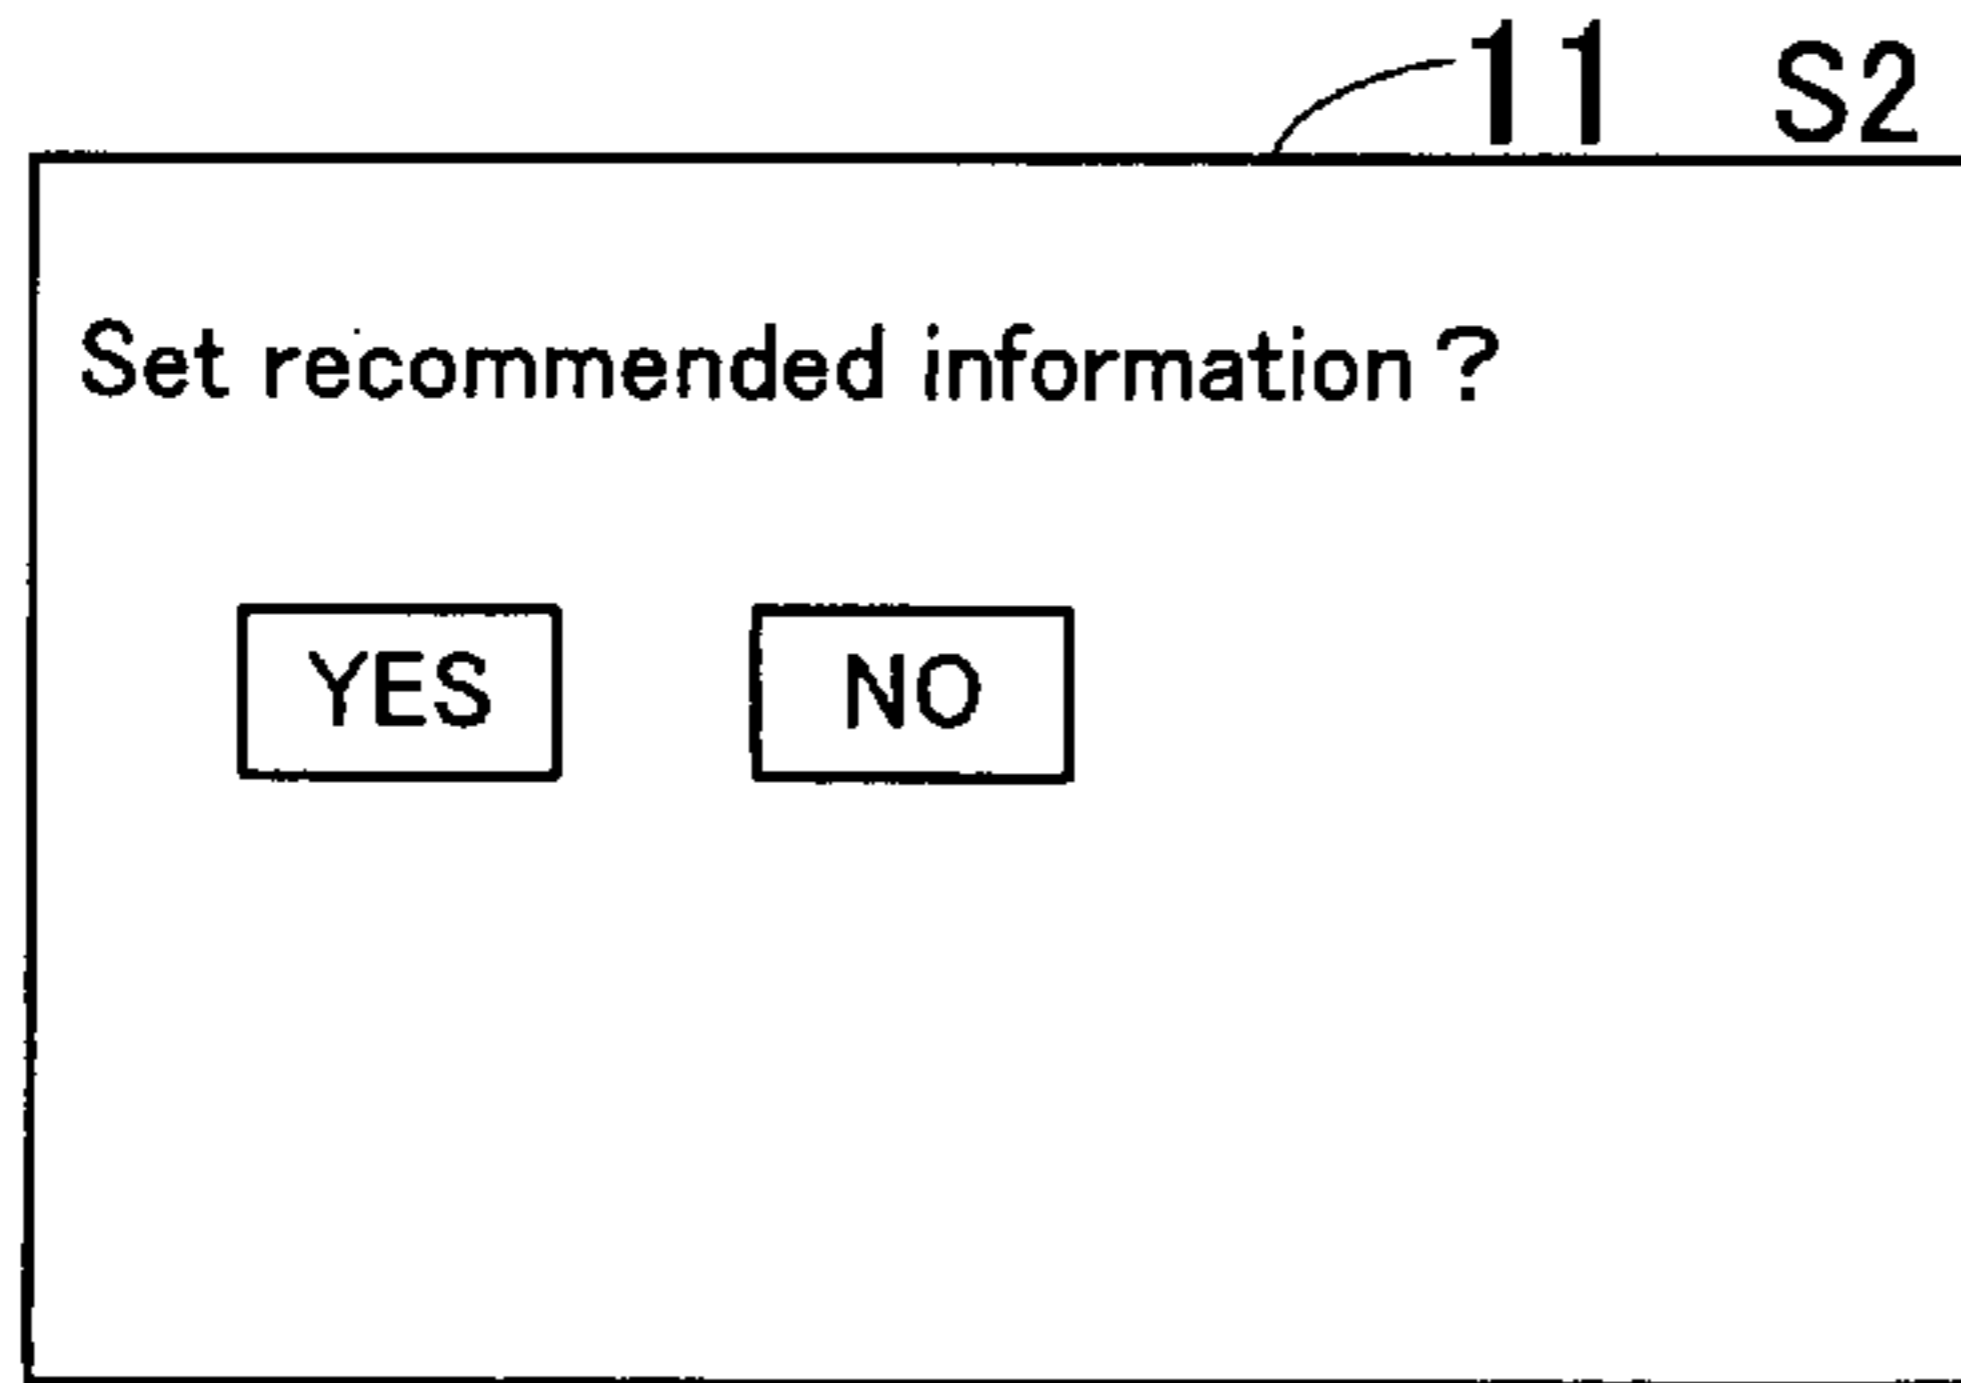 11 S2
Set recommended information?
YES NO